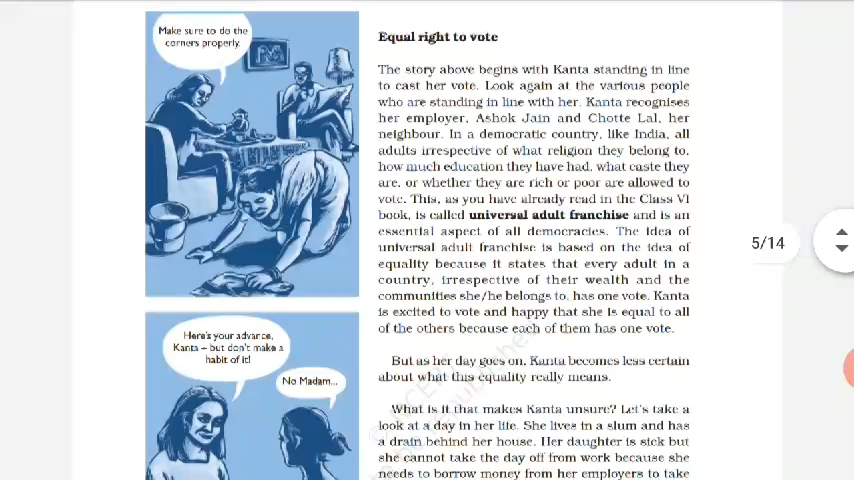 Make sure to do the
corners properly.
Equal right to vote
The story above begins with Kanta standing in line
to cast her vote. Look again at the various people
who are standing in line with her. Kanta recognises
her employer, Ashok Jain and Chotte Lal, her
neighbour. In a democratic country, like India, all
adults irrespective of what religion they belong to,
how much education they have had, what caste they
are, or whether they are rich or poor are allowed to
vote. This, as you have already read in the Class VI
book, is called universal adult franchise and is an
essential aspect of all democracies. The idea of
universal adult franchise is based on the idea of
equality because it states that every adult in a
country, irrespective of their wealth and the
communities she/he belongs to, has one vote. Kanta
is excited to vote and happy that she is equal to all
of the others because each of them has one vote.
5/14
Here's your advance,
Kanta – but don't make a
habit of it!
No Madam...
But as her day goes on, Kanta becomes less certain
about what this equality really means.
What is it that makes Kanta unsure? Let's take a
look at a day in her life. She lives in a slum and has
a drain behind her house. Her daughter is sick but
she cannot take the day off from work because she
needs to borrow money from her employers to take